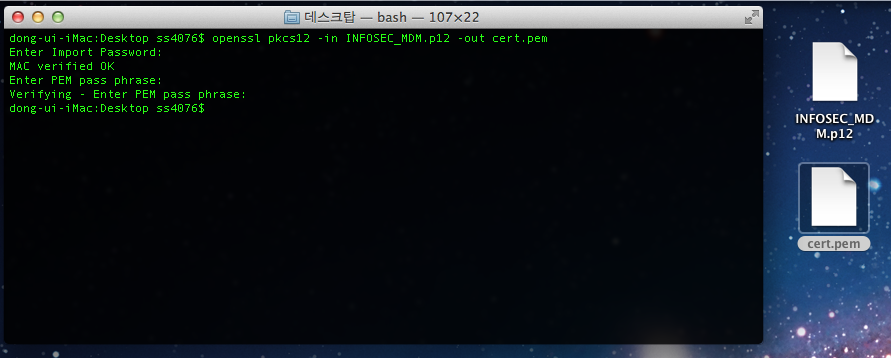 데스크탑 — bash — 107×22
dong-ui-iMac:Desktop ss4076$ openssl pkcs12 -in INFOSEC_MDM.p12 -out cert.pem
Enter Import Password:
MAC verified OK
Enter PEM pass phrase:
Verifying - Enter PEM pass phrase:
dong-ui-iMac:Desktop ss4076$
INFOSEC_MD
M.p12
cert.pem